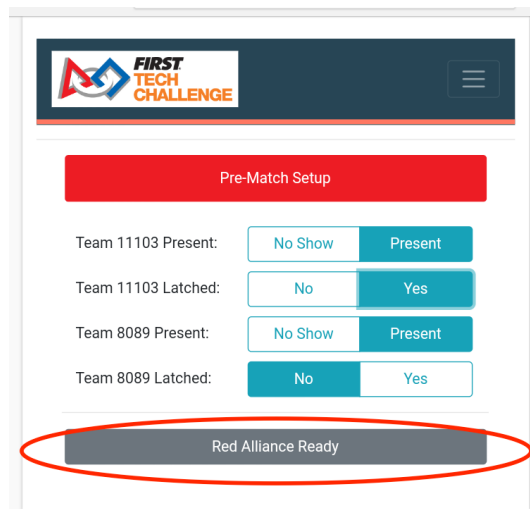 FIRST
TECH
CHALLENGE
Pre-Match Setup
Team 11103 Present: No Show Present
Team 11103 Latched: No Yes
Team 8089 Present: No Show Present
Team 8089 Latched: No Yes
Red Alliance Ready